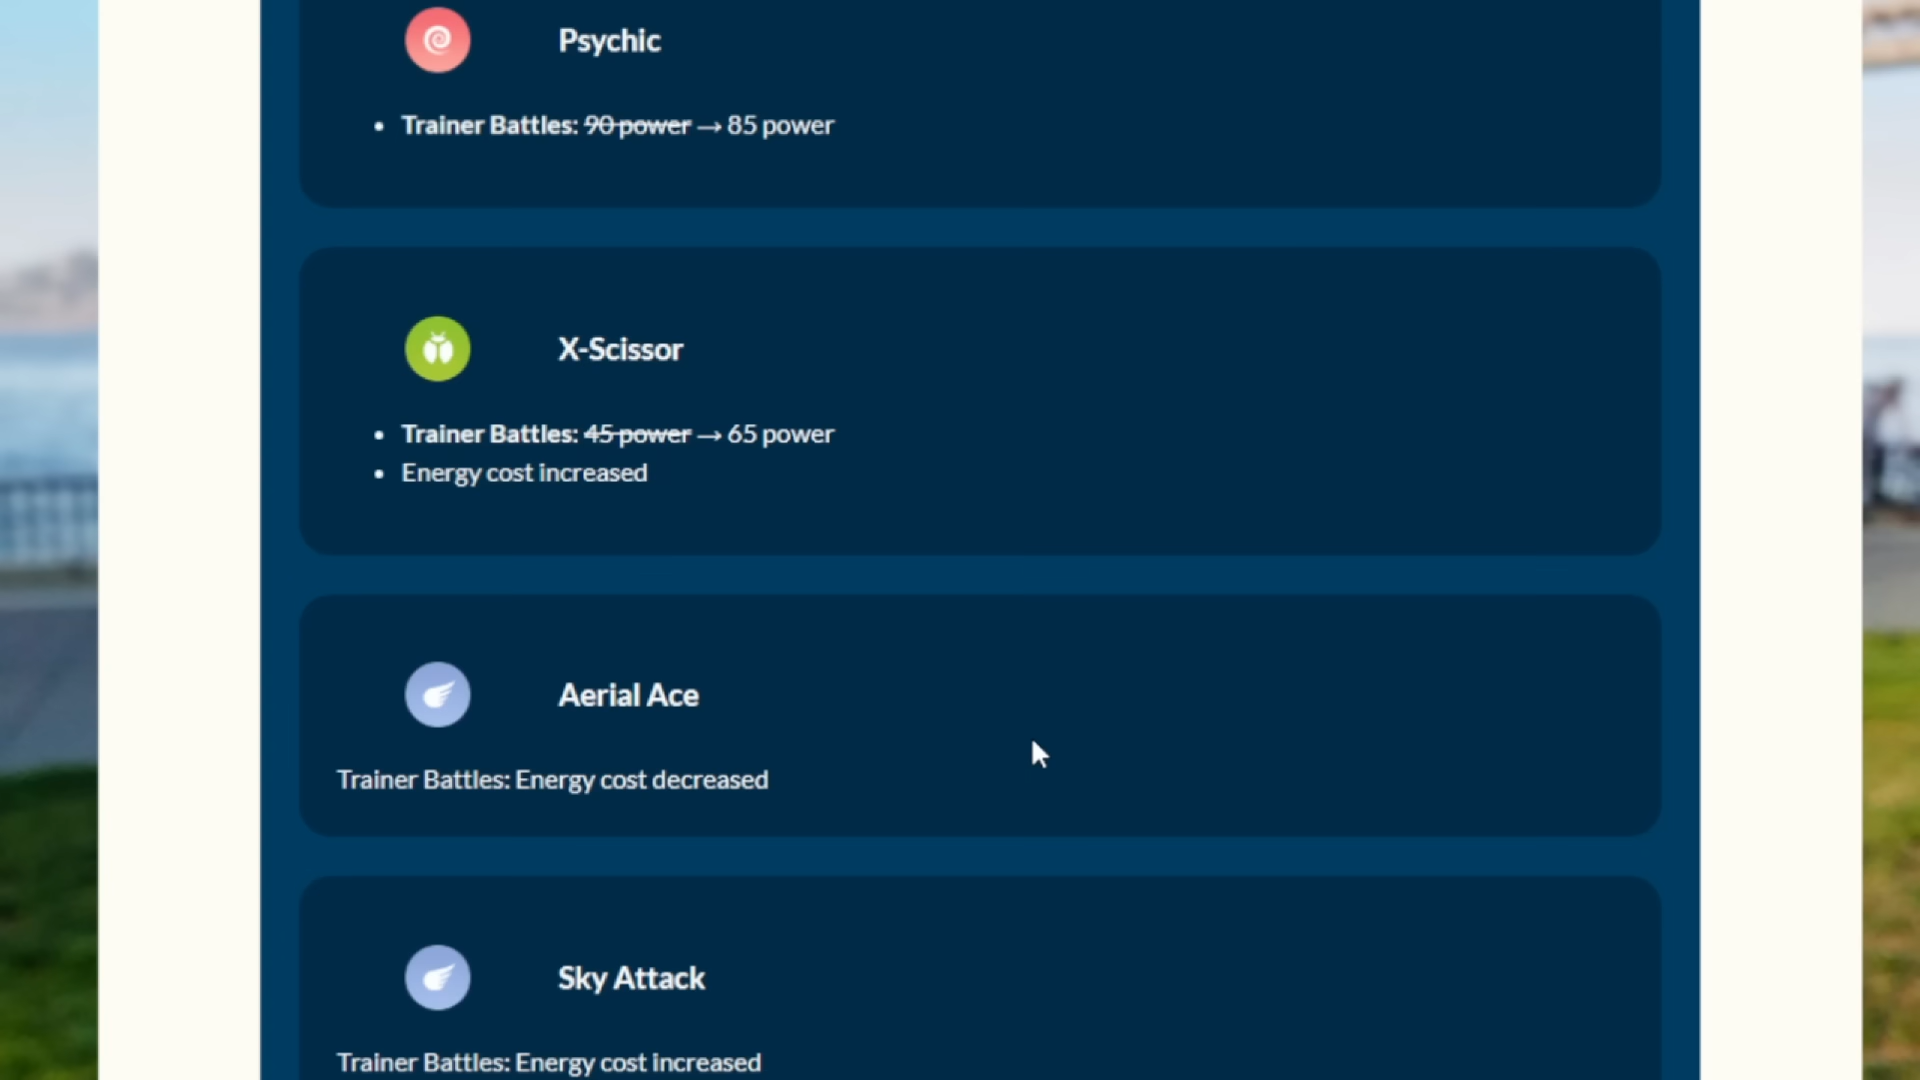 Psychic
Trainer Battles: 90 power → 85 power
X-Scissor
Trainer Battles: 45 power → 65 power
Energy cost increased
Aerial Ace
Trainer Battles: Energy cost decreased
Sky Attack
Trainer Battles: Energy cost increased